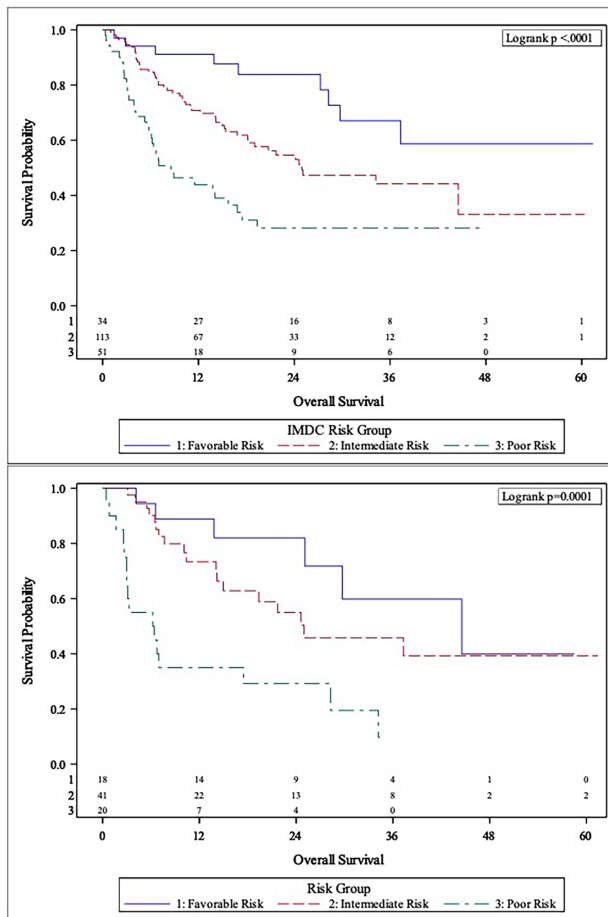 Logrank p <.0001
1.0
0.8
0.6
0.4
0.2
0.0
Survival Probability
1 34 27 16 8 3 1
2 113 67 33 12 2 1
3 51 18 9 6 0
0 12 24 36 48 60
Overall Survival
IMDC Risk Group
1: Favorable Risk 2: Intermediate Risk 3: Poor Risk
Logrank p=0.0001
1.0
0.8
0.6
0.4
0.2
0.0
Survival Probability
1 18 14 9 4 1 0
2 41 22 13 8 2 2
3 20 7 4 0
0 12 24 36 48 60
Overall Survival
Risk Group
1: Favorable Risk 2: Intermediate Risk 3: Poor Risk